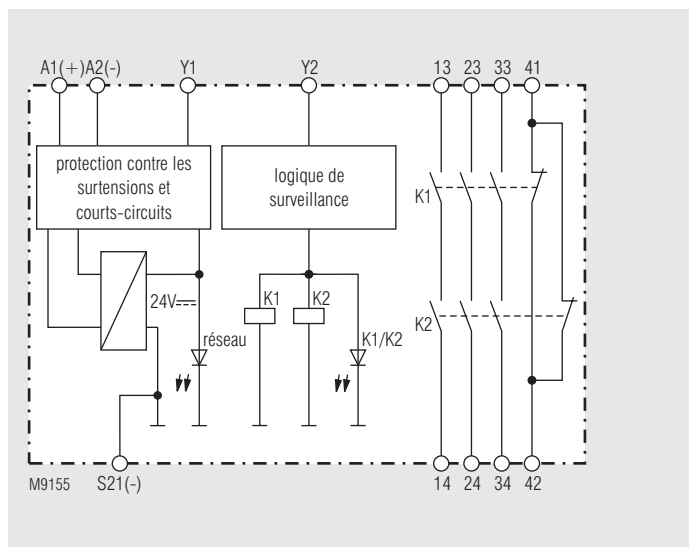 A1(+) A2(-) Y1 Y2 13 23 33 41
protection contre les
surtensions et
courts-circuits
logique de
surveillance
K1
24V
K1 K2
K2
réseau
K1/K2
M9155 S21(-) 14 24 34 42